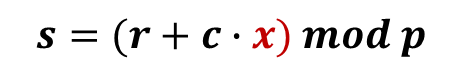 s = (r + c · x) mod p